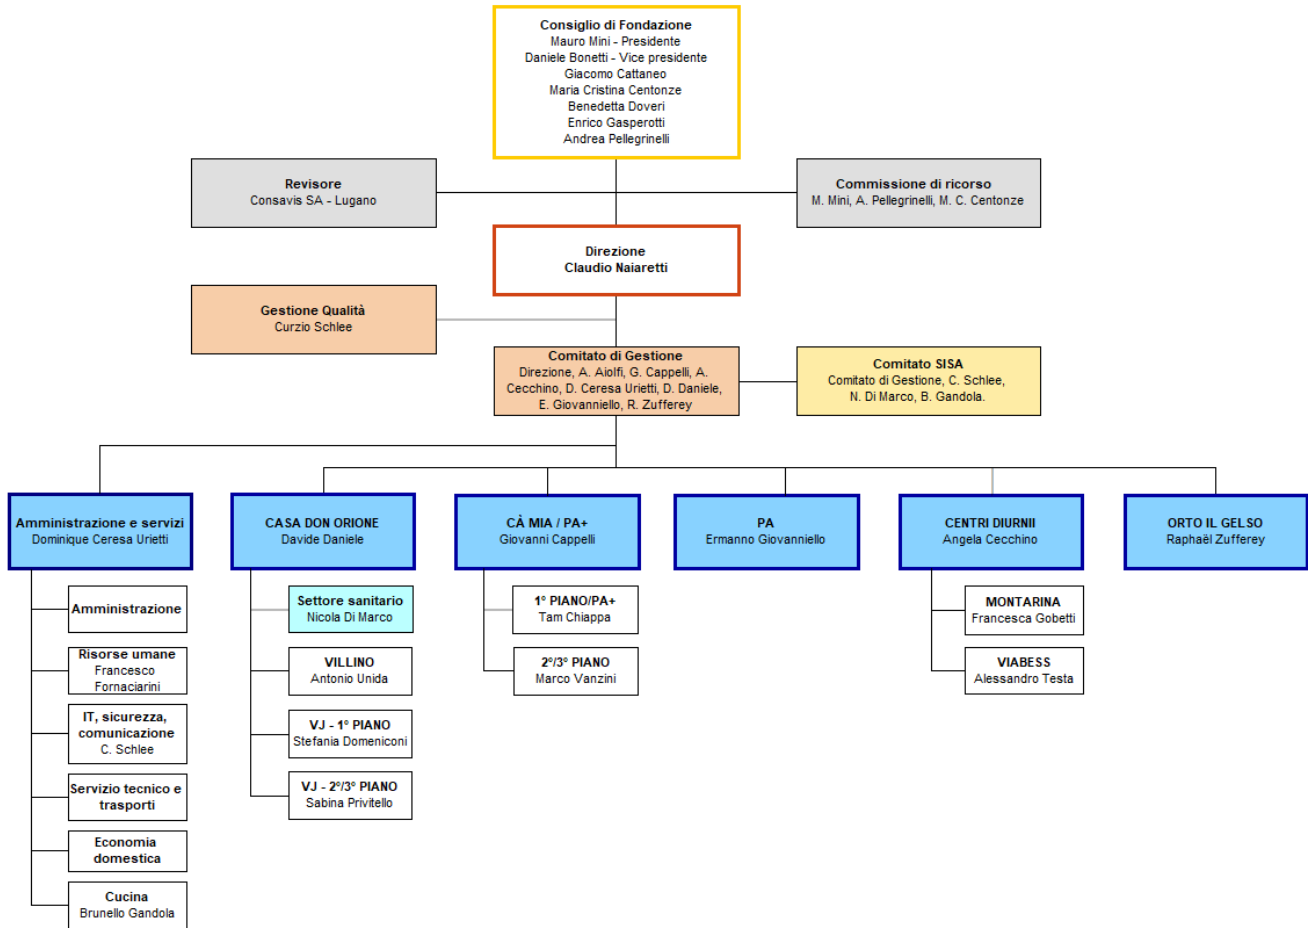 Consiglio di Fondazione
Mauro Mini - Presidente
Daniele Bonetti - Vice presidente
Giacomo Cattaneo
Maria Cristina Centonze
Benedetta Doveri
Enrico Gasperotti
Andrea Pellegrinelli
Revisore
Consavis SA - Lugano
Commissione di ricorso
M. Mini, A. Pellegrinelli, M. C. Centonze
Direzione
Claudio Naiaretti
Gestione Qualità
Curzio Schlee
Comitato di Gestione
Direzione, A. Aiolfi, G. Cappelli, A.
Cecchino, D. Ceresa Urietti, D. Daniele,
E. Giovanniello, R. Zufferey
Comitato SISA
Comitato di Gestione, C. Schlee,
N. Di Marco, B. Gandola.
Amministrazione e servizi
Dominique Ceresa Urietti
CASA DON ORIONE
Davide Daniele
CÀ MIA / PA+
Giovanni Cappelli
PA
Ermanno Giovanniello
CENTRI DIURNII
Angela Cecchino
ORTO IL GELSO
Raphaël Zufferey
Amministrazione
Risorse umane
Francesco
Fornaciarini
IT, sicurezza,
comunicazione
C. Schlee
Servizio tecnico e
trasporti
Economia
domestica
Cucina
Brunello Gandola
Settore sanitario
Nicola Di Marco
VILLINO
Antonio Unida
VJ - 1° PIANO
Stefania Domeniconi
VJ - 2°/3° PIANO
Sabina Privitello
1° PIANO/PA+
Tam Chiappa
2°/3° PIANO
Marco Vanzini
MONTARINA
Francesca Gobetti
VIABESS
Alessandro Testa